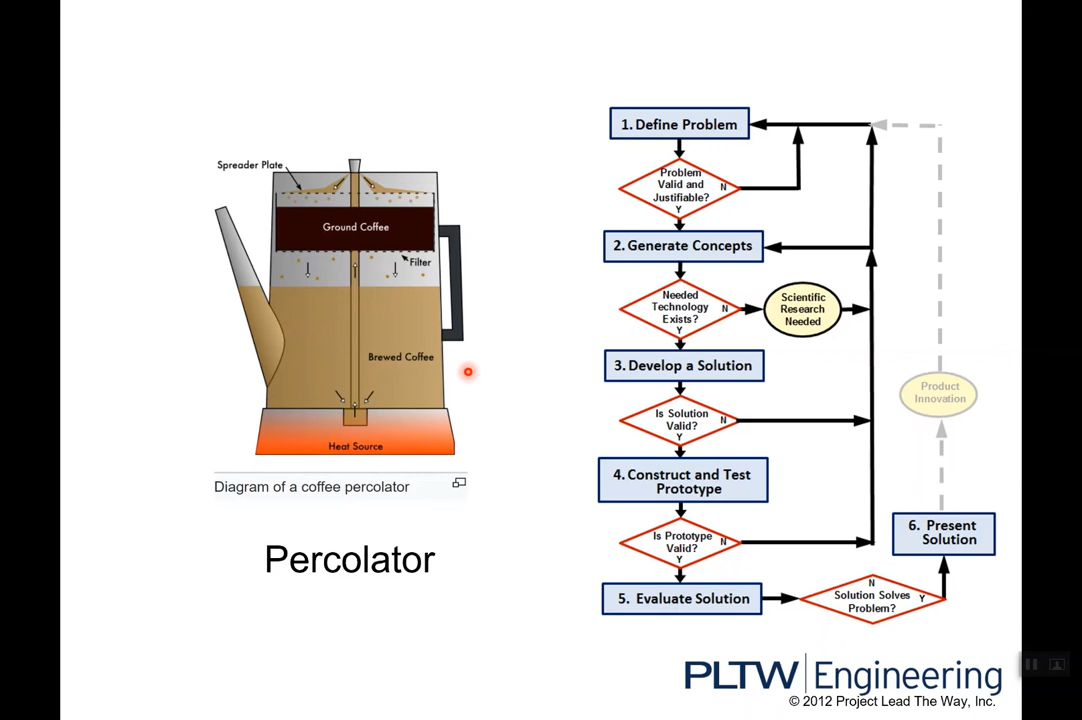 Spreader Plate
Ground Coffee
Filter
Brewed Coffee
Heat Source
Diagram of a coffee percolator
Percolator
1. Define Problem
Problem
Valid and
Justifiable?
N
Y
2. Generate Concepts
Needed
Technology
Exists?
N
Y
Scientific
Research
Needed
3. Develop a Solution
Is Solution
Valid?
N
Y
4. Construct and Test
Prototype
Is Prototype
Valid?
N
Y
5. Evaluate Solution
N
Solution Solves
Problem?
Y
6. Present
Solution
Product
Innovation
PLTW Engineering
© 2012 Project Lead The Way, Inc.